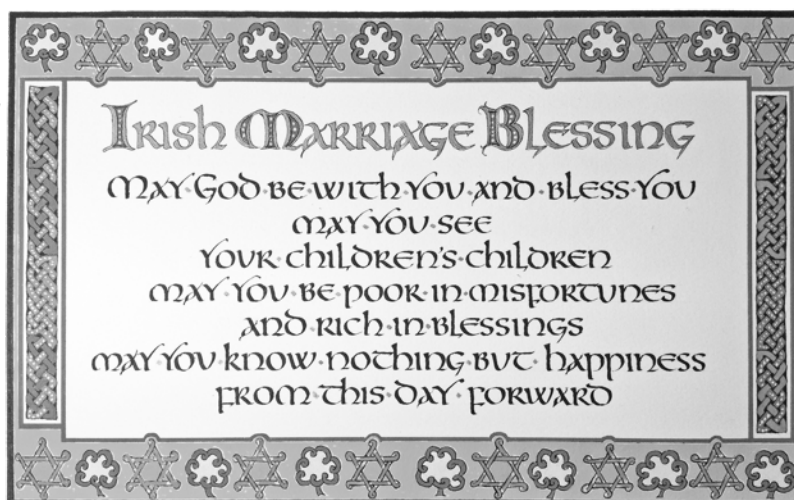 Irish Marriage Blessing
May·God·be·with·you·and·bless·you
may·you·see
your·children's·children
may·you·be·poor·in·misfortunes
and·rich·in·blessings
may·you·know·nothing·but·happiness
from·this·day·forward